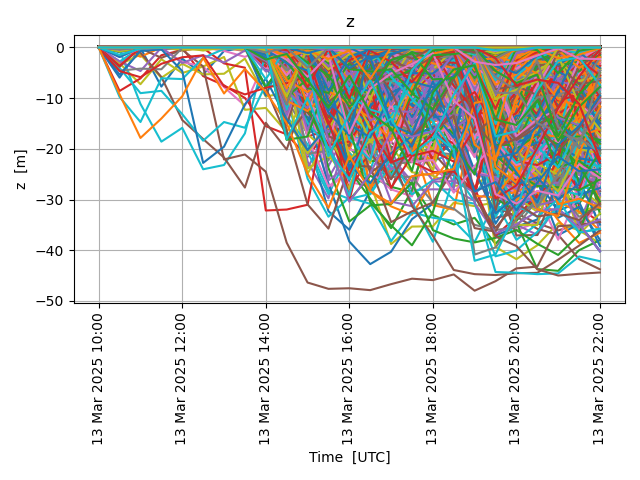 z
0
−10
−20
−30
−40
−50
z  [m]
13 Mar 2025 10:00
13 Mar 2025 12:00
13 Mar 2025 14:00
13 Mar 2025 16:00
13 Mar 2025 18:00
13 Mar 2025 20:00
13 Mar 2025 22:00
Time  [UTC]